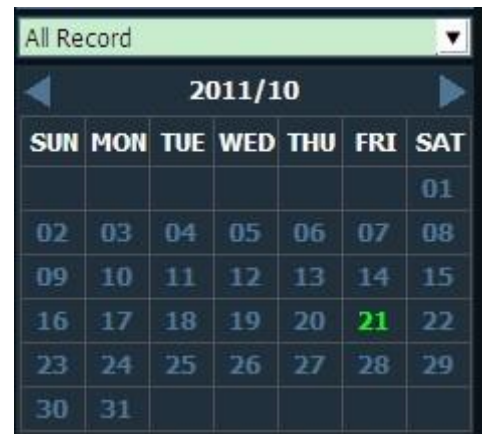 All Record
2011/10
SUN MON TUE WED THU FRI SAT
01
02 03 04 05 06 07 08
09 10 11 12 13 14 15
16 17 18 19 20 21 22
23 24 25 26 27 28 29
30 31